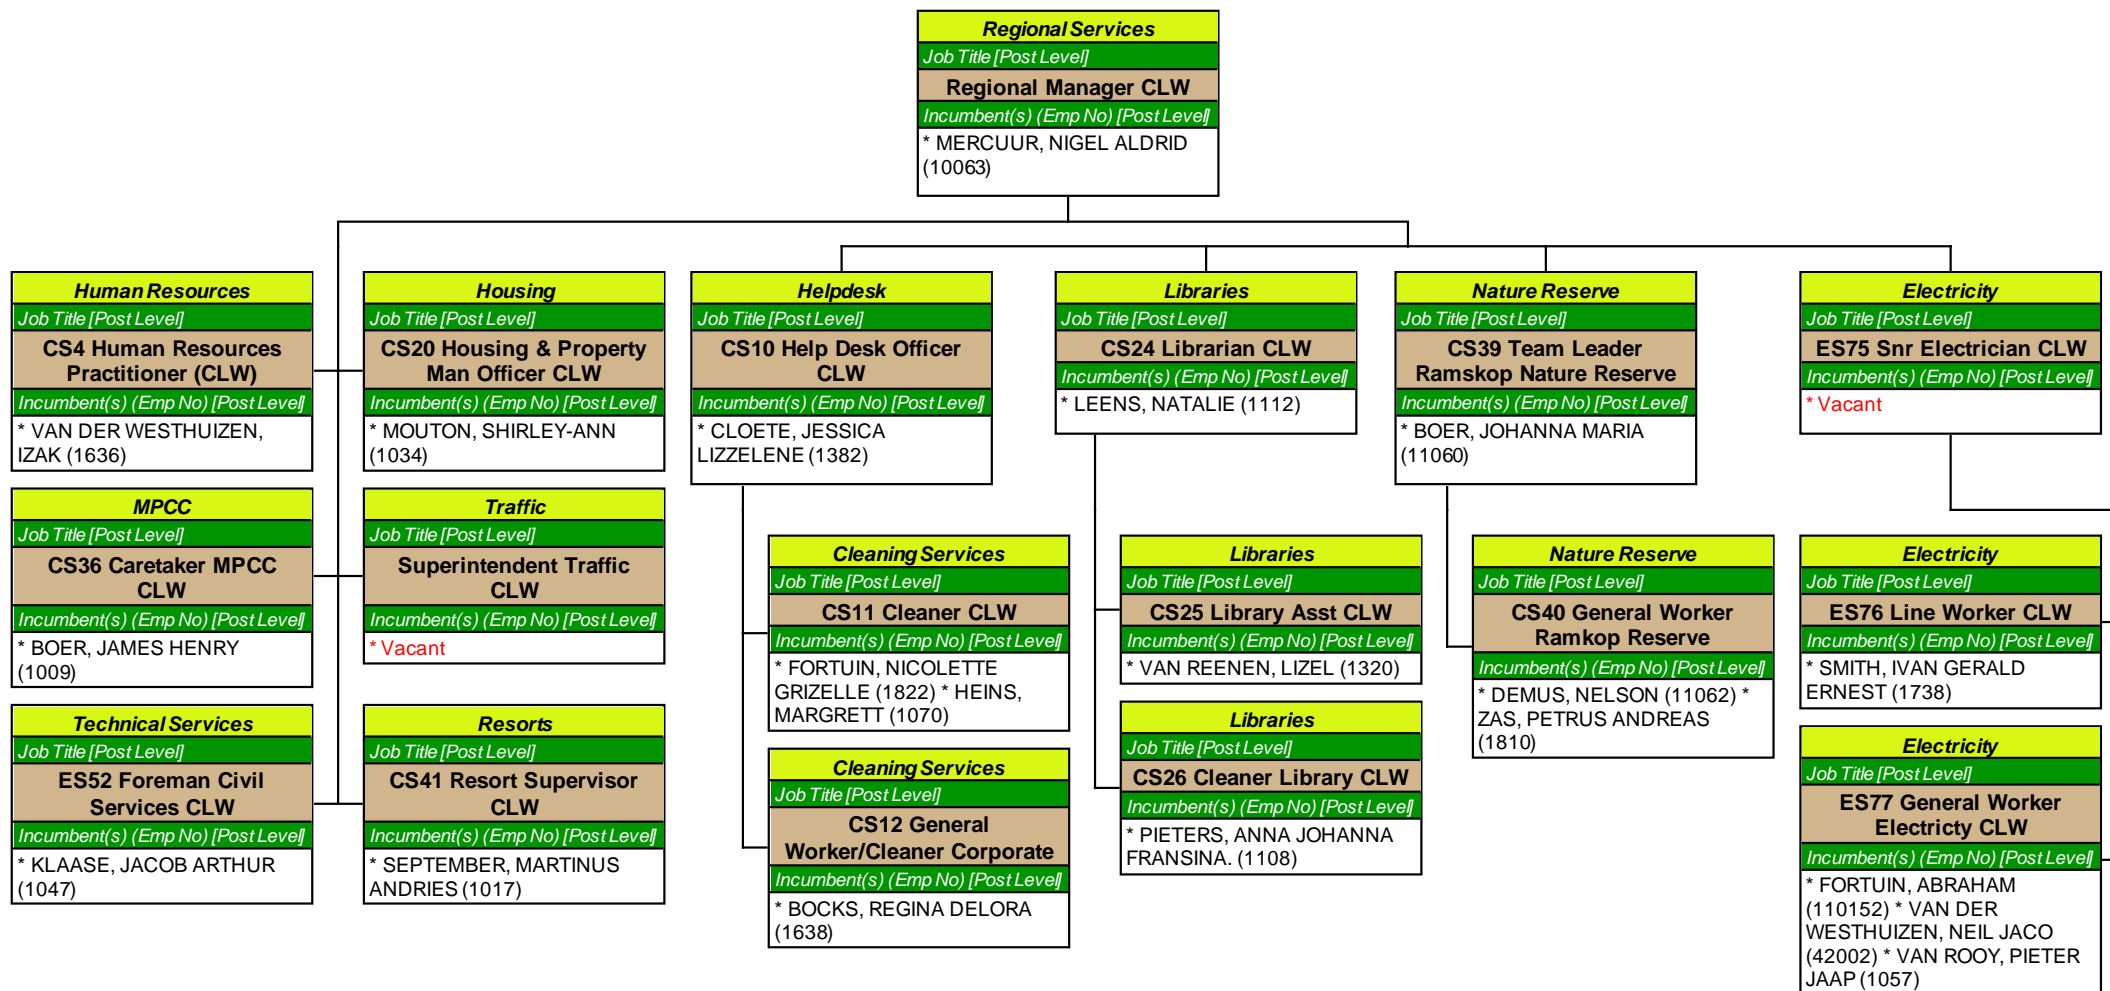 Regional Services
Job Title [Post Level]
Regional Manager CLW
Incumbent(s) (Emp No) [Post Level]
* MERCUUR, NIGEL ALDRID
(10063)
Human Resources
Job Title [Post Level]
CS4 Human Resources
Practitioner (CLW)
Incumbent(s) (Emp No) [Post Level]
* VAN DER WESTHUIZEN,
IZAK (1636)
Housing
Job Title [Post Level]
CS20 Housing & Property
Man Officer CLW
Incumbent(s) (Emp No) [Post Level]
* MOUTON, SHIRLEY-ANN
(1034)
Helpdesk
Job Title [Post Level]
CS10 Help Desk Officer
CLW
Incumbent(s) (Emp No) [Post Level]
* CLOETE, JESSICA
LIZZELENE (1382)
Libraries
Job Title [Post Level]
CS24 Librarian CLW
Incumbent(s) (Emp No) [Post Level]
* LEENS, NATALIE (1112)
Nature Reserve
Job Title [Post Level]
CS39 Team Leader
Ramskop Nature Reserve
Incumbent(s) (Emp No) [Post Level]
* BOER, JOHANNA MARIA
(11060)
Electricity
Job Title [Post Level]
ES75 Snr Electrician CLW
Incumbent(s) (Emp No) [Post Level]
* Vacant
MPCC
Job Title [Post Level]
CS36 Caretaker MPCC
CLW
Incumbent(s) (Emp No) [Post Level]
* BOER, JAMES HENRY
(1009)
Traffic
Job Title [Post Level]
Superintendent Traffic
CLW
Incumbent(s) (Emp No) [Post Level]
* Vacant
Cleaning Services
Job Title [Post Level]
CS11 Cleaner CLW
Incumbent(s) (Emp No) [Post Level]
* FORTUIN, NICOLETTE
GRIZELLE (1822) * HEINS,
MARGRETT (1070)
Libraries
Job Title [Post Level]
CS25 Library Asst CLW
Incumbent(s) (Emp No) [Post Level]
* VAN REENEN, LIZEL (1320)
Nature Reserve
Job Title [Post Level]
CS40 General Worker
Ramkop Reserve
Incumbent(s) (Emp No) [Post Level]
* DEMUS, NELSON (11062) *
ZAS, PETRUS ANDREAS
(1810)
Electricity
Job Title [Post Level]
ES76 Line Worker CLW
Incumbent(s) (Emp No) [Post Level]
* SMITH, IVAN GERALD
ERNEST (1738)
Technical Services
Job Title [Post Level]
ES52 Foreman Civil
Services CLW
Incumbent(s) (Emp No) [Post Level]
* KLAASE, JACOB ARTHUR
(1047)
Resorts
Job Title [Post Level]
CS41 Resort Supervisor
CLW
Incumbent(s) (Emp No) [Post Level]
* SEPTEMBER, MARTINUS
ANDRIES (1017)
Cleaning Services
Job Title [Post Level]
CS12 General
Worker/Cleaner Corporate
Incumbent(s) (Emp No) [Post Level]
* BOCKS, REGINA DELORA
(1638)
Libraries
Job Title [Post Level]
CS26 Cleaner Library CLW
Incumbent(s) (Emp No) [Post Level]
* PIETERS, ANNA JOHANNA
FRANSINA. (1108)
Electricity
Job Title [Post Level]
ES77 General Worker
Electricty CLW
Incumbent(s) (Emp No) [Post Level]
* FORTUIN, ABRAHAM
(110152) * VAN DER
WESTHUIZEN, NEIL JACO
(42002) * VAN ROOY, PIETER
JAAP (1057)